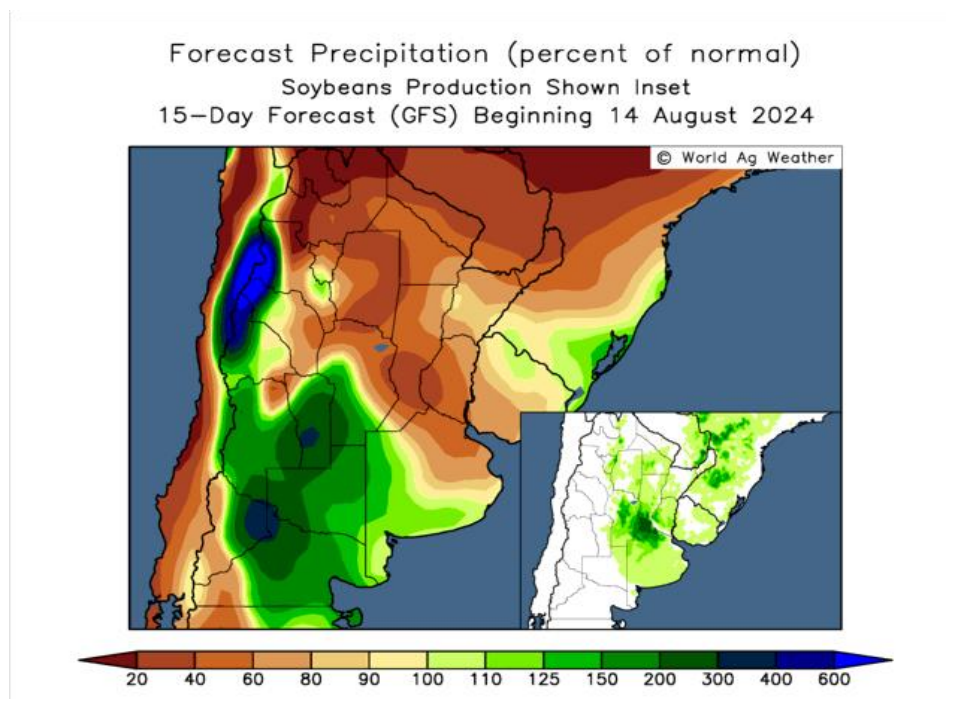 Forecast Precipitation (percent of normal)
Soybeans Production Shown Inset
15-Day Forecast (GFS) Beginning 14 August 2024
© World Ag Weather
20 40 60 80 90 100 110 125 150 200 300 400 600